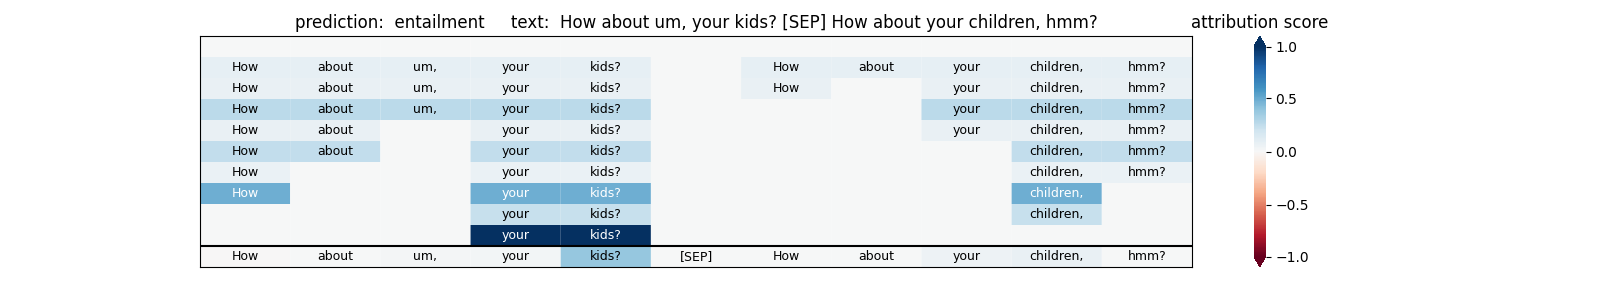 prediction:  entailment     text:  How about um, your kids? [SEP] How about your children, hmm?
attribution score
How about um, your kids? How about your children, hmm?
How about um, your kids? How your children, hmm?
How about um, your kids? your children, hmm?
How about your kids? your children, hmm?
How about your kids? children, hmm?
How your kids? children, hmm?
How your kids? children,
your kids? children,
your kids?
How about um, your kids? [SEP] How about your children, hmm?
1.0
0.5
0.0
−0.5
−1.0